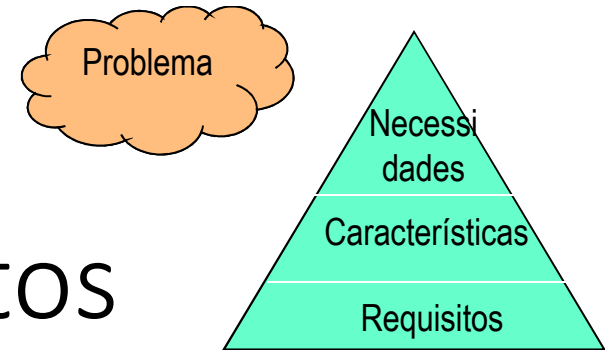 Problema
Necessi
dades
Características
tos
Requisitos